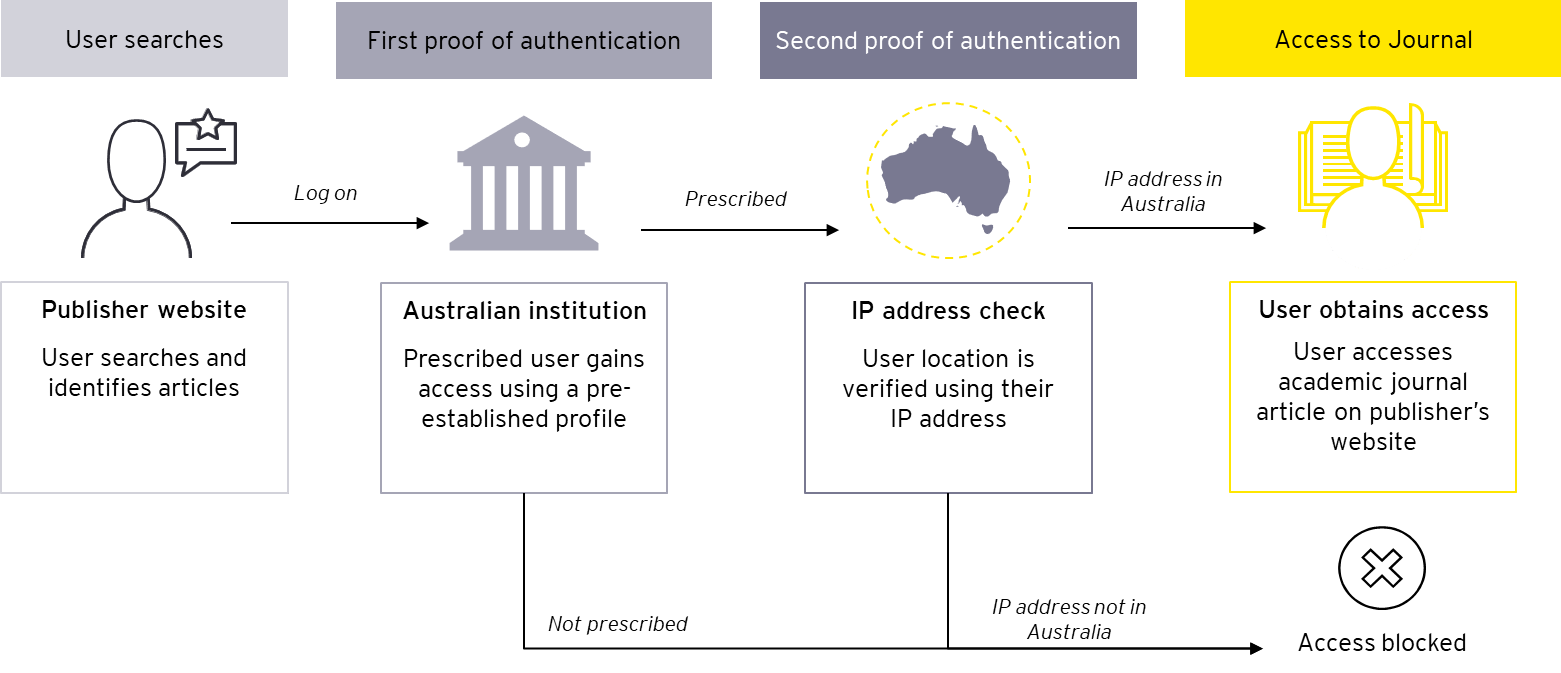 User searches
First proof of authentication
Second proof of authentication
Access to Journal
Log on
Prescribed
IP address in
Australia
Publisher website
User searches and
identifies articles
Australian institution
Prescribed user gains
access using a pre-
established profile
IP address check
User location is
verified using their
IP address
User obtains access
User accesses
academic journal
article on publisher’s
website
Not prescribed
IP address not in
Australia
Access blocked